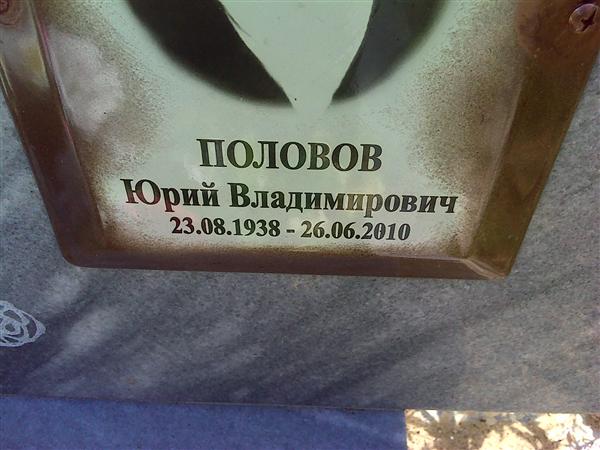 ПОЛОВОВ
Юрий Владимирович
23.08.1938 - 26.06.2010